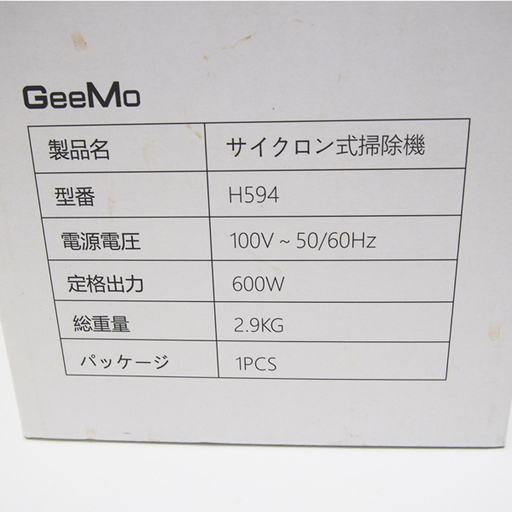 GeeMo
製品名 サイクロン式掃除機
型番 H594
電源電圧 100V ~ 50/60Hz
定格出力 600W
総重量 2.9KG
パッケージ 1PCS